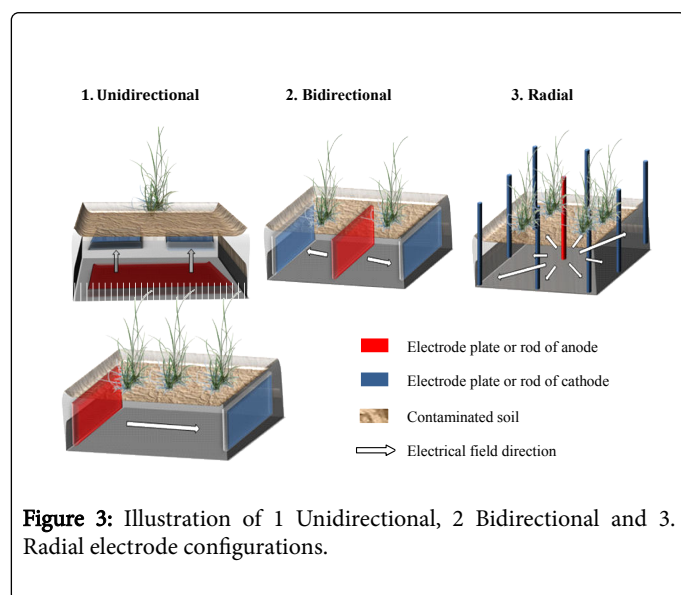 1. Unidirectional
2. Bidirectional
3. Radial
Electrode plate or rod of anode
Electrode plate or rod of cathode
Contaminated soil
Electrical field direction
Figure 3: Illustration of 1 Unidirectional, 2 Bidirectional and 3.
Radial electrode configurations.